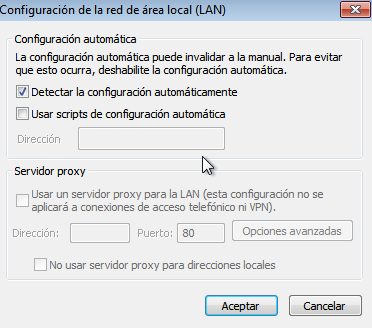 Configuración de la red de área local (LAN)
Configuración automática
La configuración automática puede invalidar a la manual. Para evitar
que esto ocurra, deshabilite la configuración automática.
Detectar la configuración automáticamente
Usar scripts de configuración automática
Dirección
Servidor proxy
Usar un servidor proxy para la LAN (esta configuración no se
aplicará a conexiones de acceso telefónico ni VPN).
Dirección: Puerto: 80 Opciones avanzadas
No usar servidor proxy para direcciones locales
Aceptar Cancelar